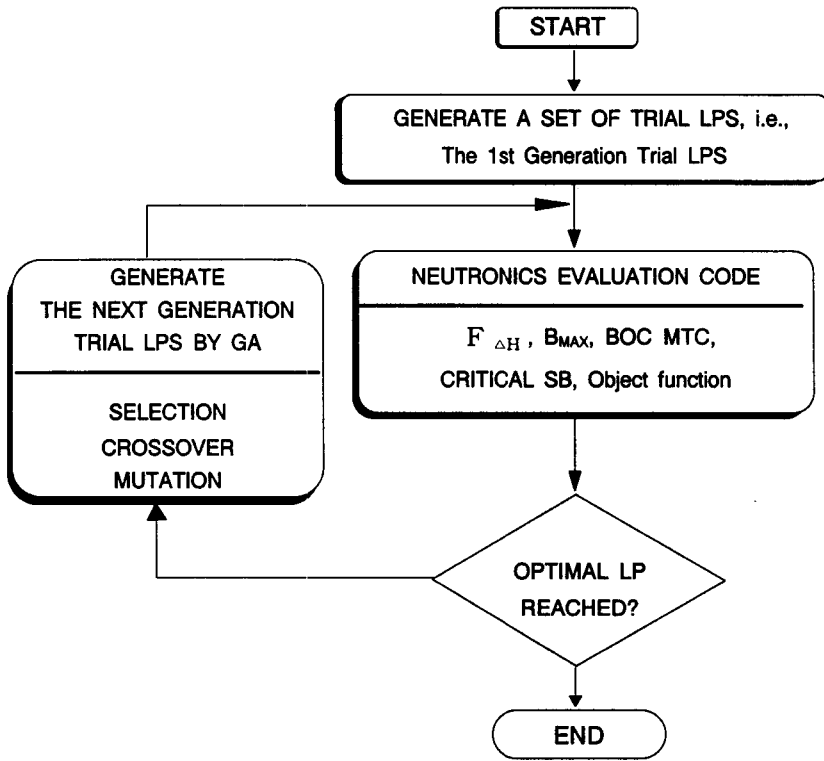 START
GENERATE A SET OF TRIAL LPS, i.e.,
The 1st Generation Trial LPS
NEUTRONICS EVALUATION CODE
F △H , BMAX, BOC MTC,
CRITICAL SB, Object function
GENERATE
THE NEXT GENERATION
TRIAL LPS BY GA
SELECTION
CROSSOVER
MUTATION
OPTIMAL LP
REACHED?
END